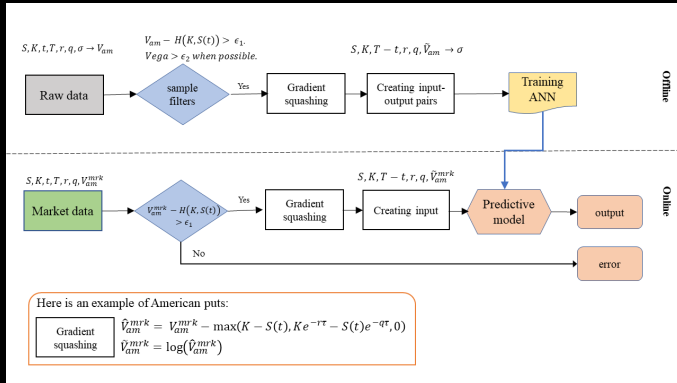 S, K, t, T, r, q, σ → V_am
V_am − H(K, S(t)) > ϵ_1.
Vega > ϵ_2 when possible.
S, K, T − t, r, q, Ṽ_am → σ
Raw data
sample
filters
Yes
Gradient
squashing
Creating input-
output pairs
Training
ANN
Offline
S, K, t, T, r, q, V_am^mrk
S, K, T − t, r, q, Ṽ_am^mrk
Market data
V_am^mrk − H(K, S(t))
> ϵ_1
Yes
Gradient
squashing
Creating input
Predictive
model
output
Online
No
error
Here is an example of American puts:
Gradient
squashing
V̂_am^mrk = V_am^mrk − max(K − S(t), Ke^{−rτ} − S(t)e^{−qτ}, 0)
Ṽ_am^mrk = log(V̂_am^mrk)